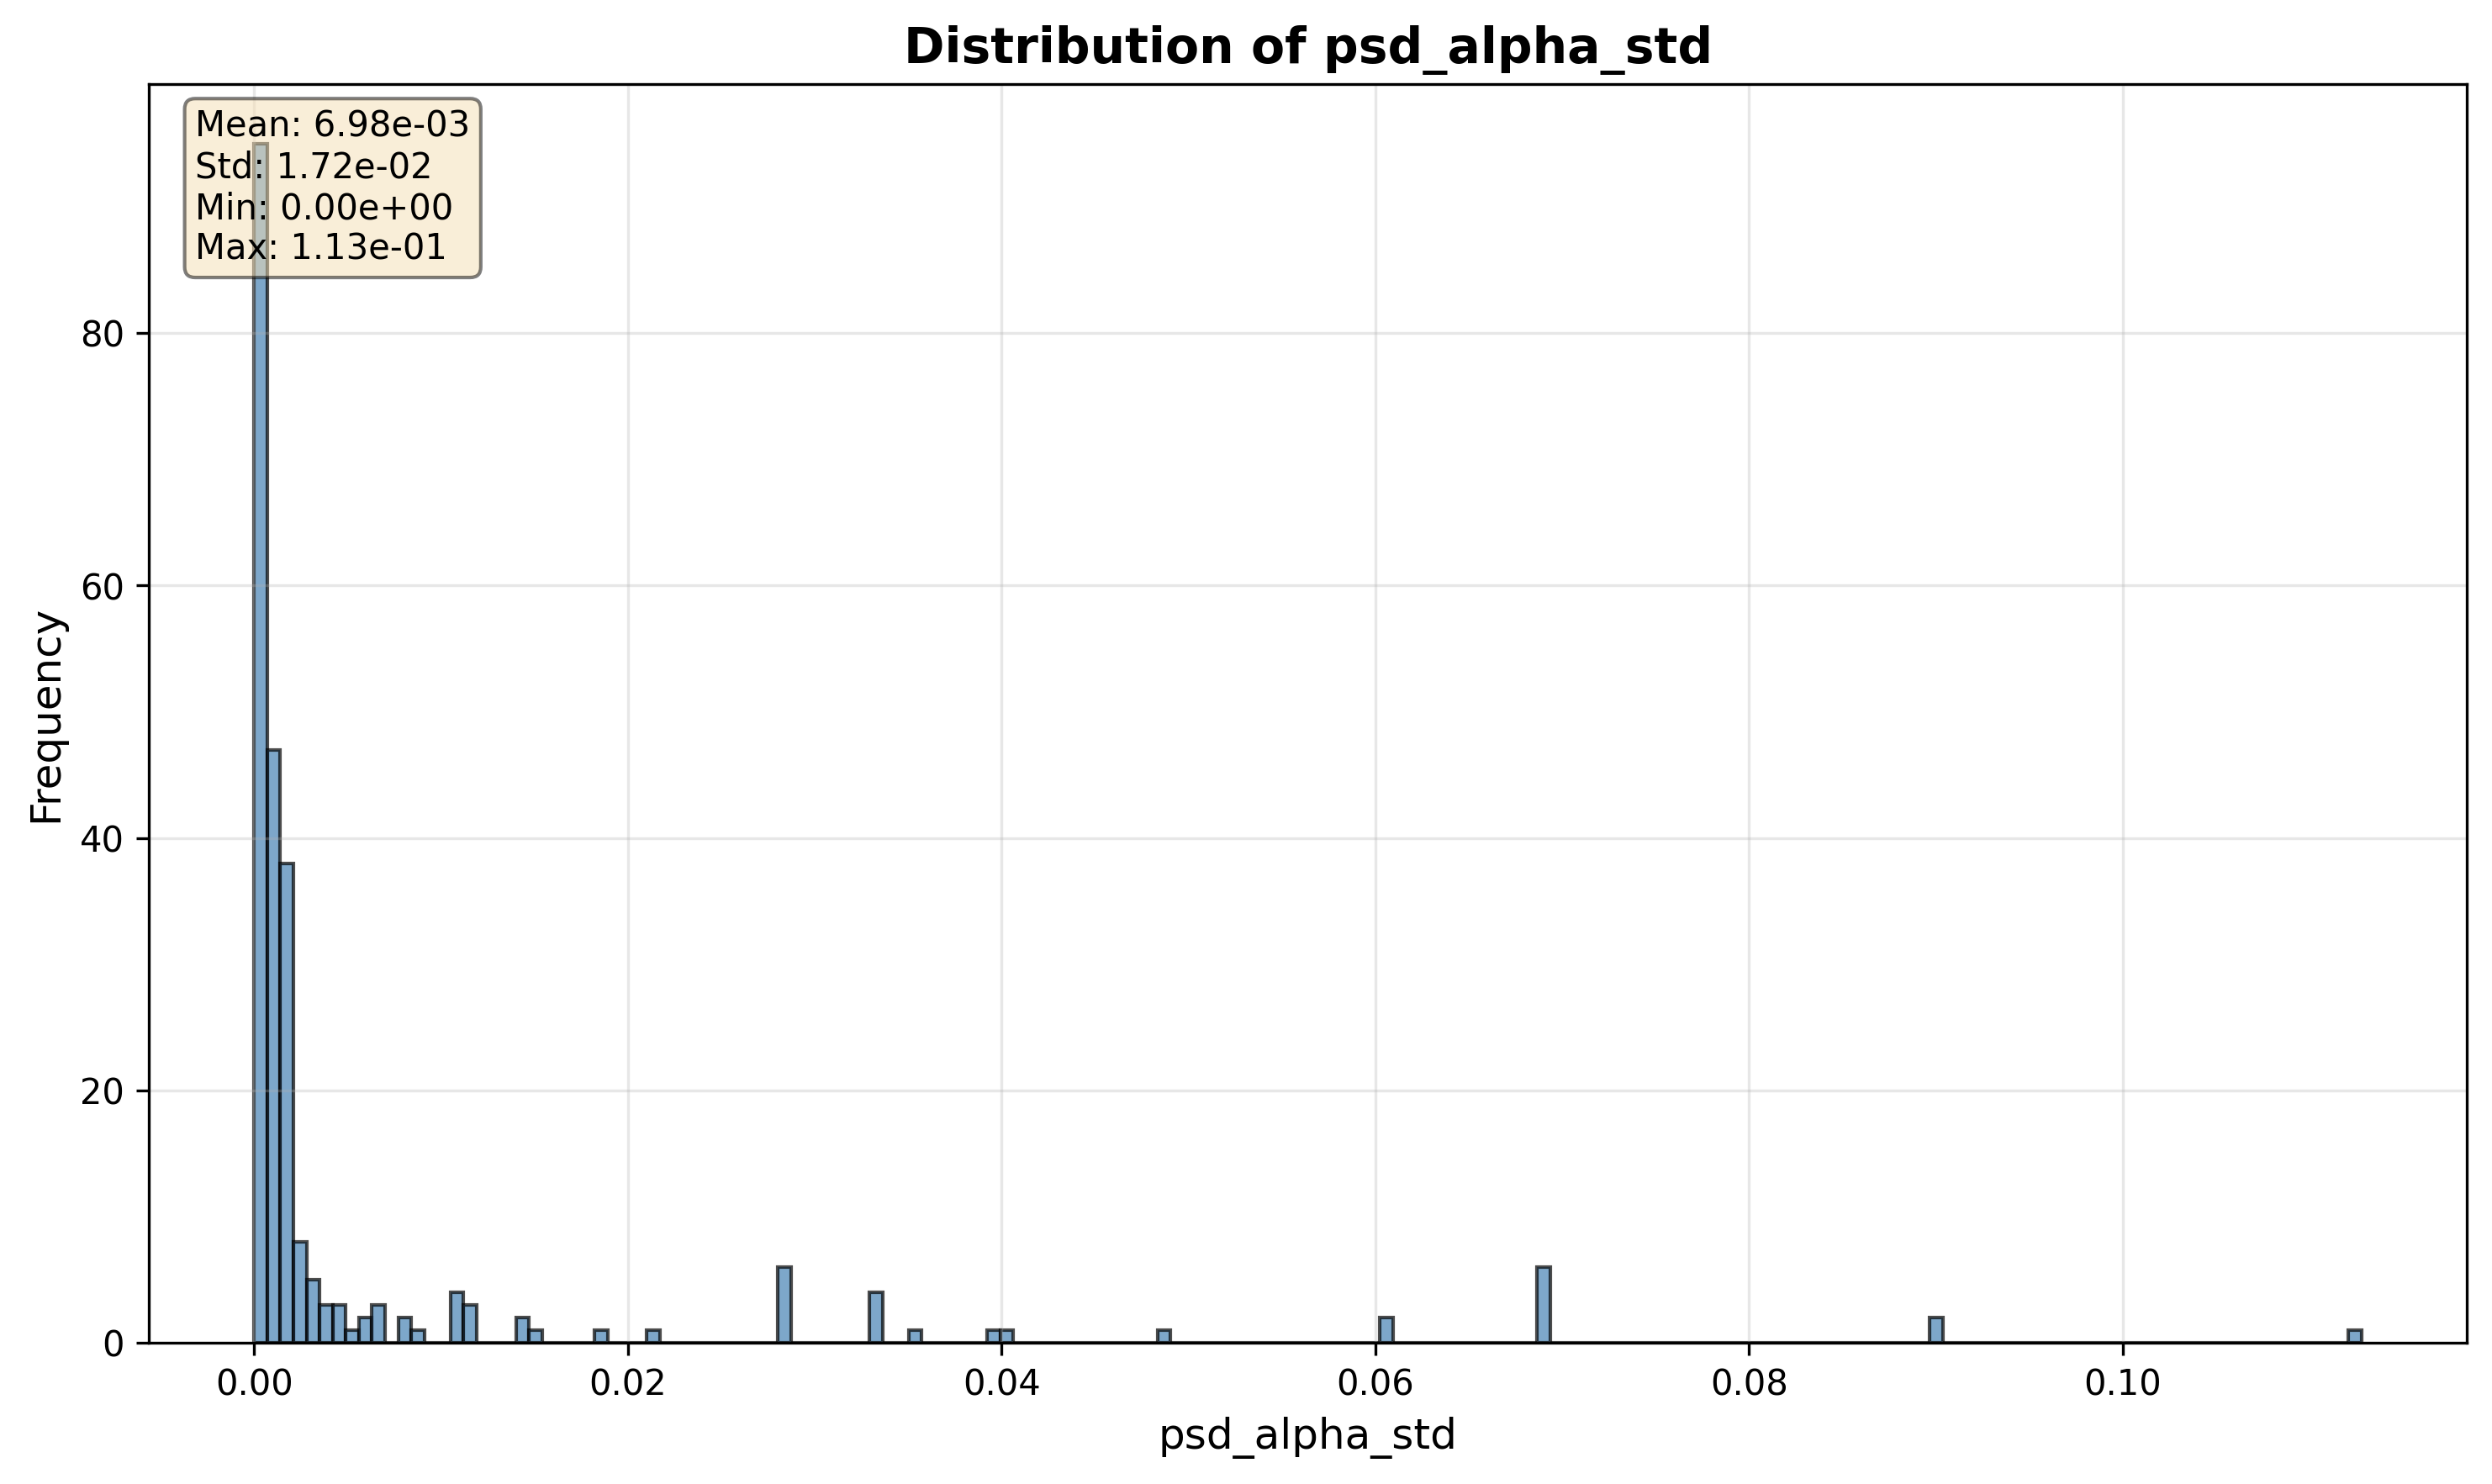 Distribution of psd_alpha_std
Mean: 6.98e-03
Std: 1.72e-02
Min: 0.00e+00
Max: 1.13e-01
80
60
40
20
0
Frequency
0.00
0.02
0.04
0.06
0.08
0.10
psd_alpha_std